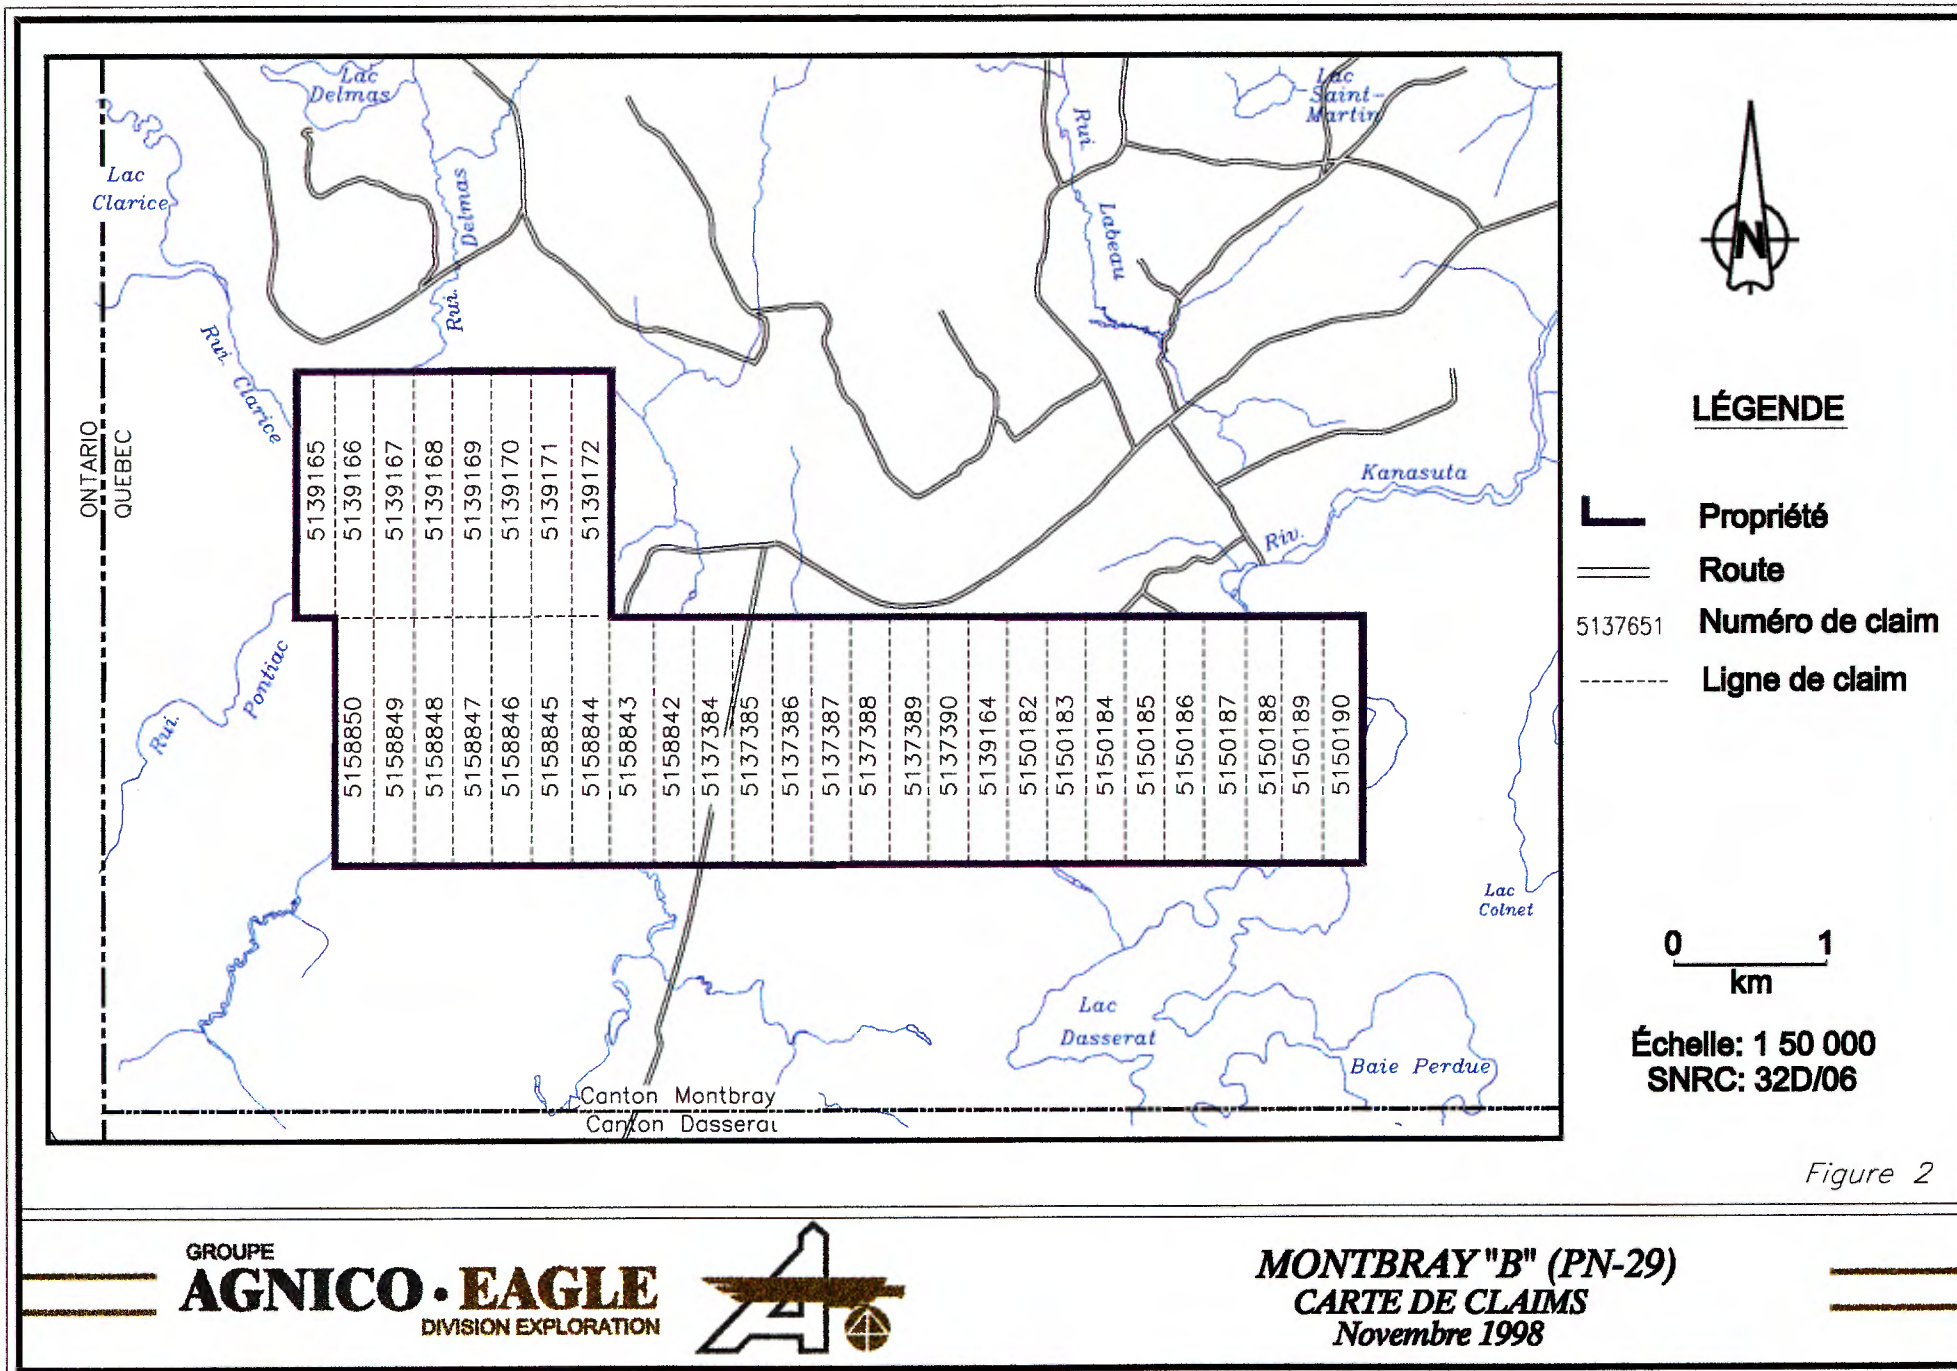 Lac
Delmas
Lac
Clarice
Rui. Delmas
Rui. Clarice
Rui. Labeau
Lac
Saint-
Martin
Kanasuta
Riv.
ONTARIO
QUEBEC
5139165
5139166
5139167
5139168
5139169
5139170
5139171
5139172
Rui. Pontiac
5158850
5158849
5158848
5158847
5158846
5158845
5158844
5158843
5158842
5137384
5137385
5137386
5137387
5137388
5137389
5137390
5139164
5150182
5150183
5150184
5150185
5150186
5150187
5150188
5150189
5150190
Lac
Colnet
Lac
Dasserat
Baie Perdue
Canton Montbray
Canton Dasserat
N
LÉGENDE
Propriété
Route
5137651 Numéro de claim
Ligne de claim
0 1
km
Échelle: 1 50 000
SNRC: 32D/06
Figure 2
GROUPE
AGNICO • EAGLE
DIVISION EXPLORATION
MONTBRAY "B" (PN-29)
CARTE DE CLAIMS
Novembre 1998